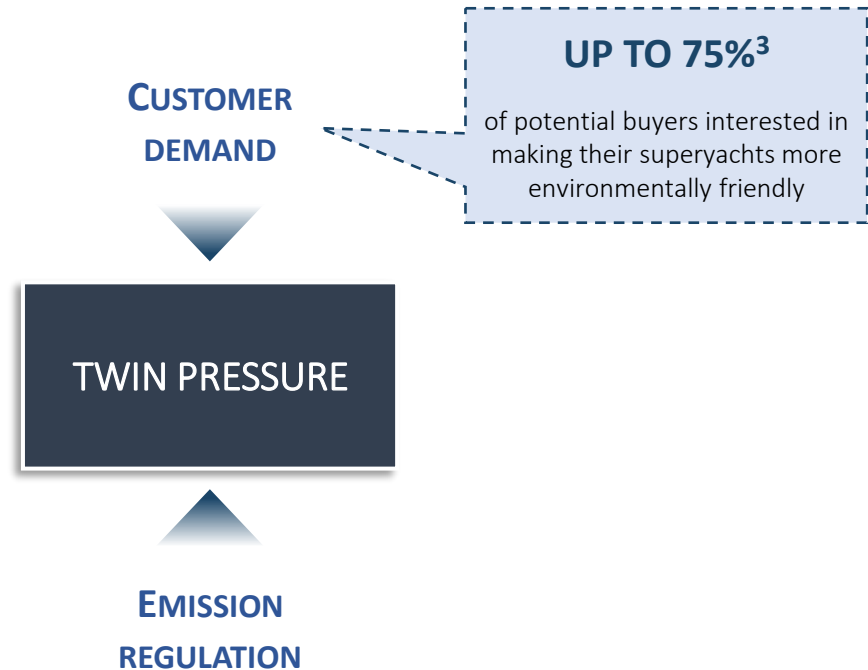 UP TO 75%³
CUSTOMER
DEMAND
of potential buyers interested in
making their superyachts more
environmentally friendly
TWIN PRESSURE
EMISSION
REGULATION